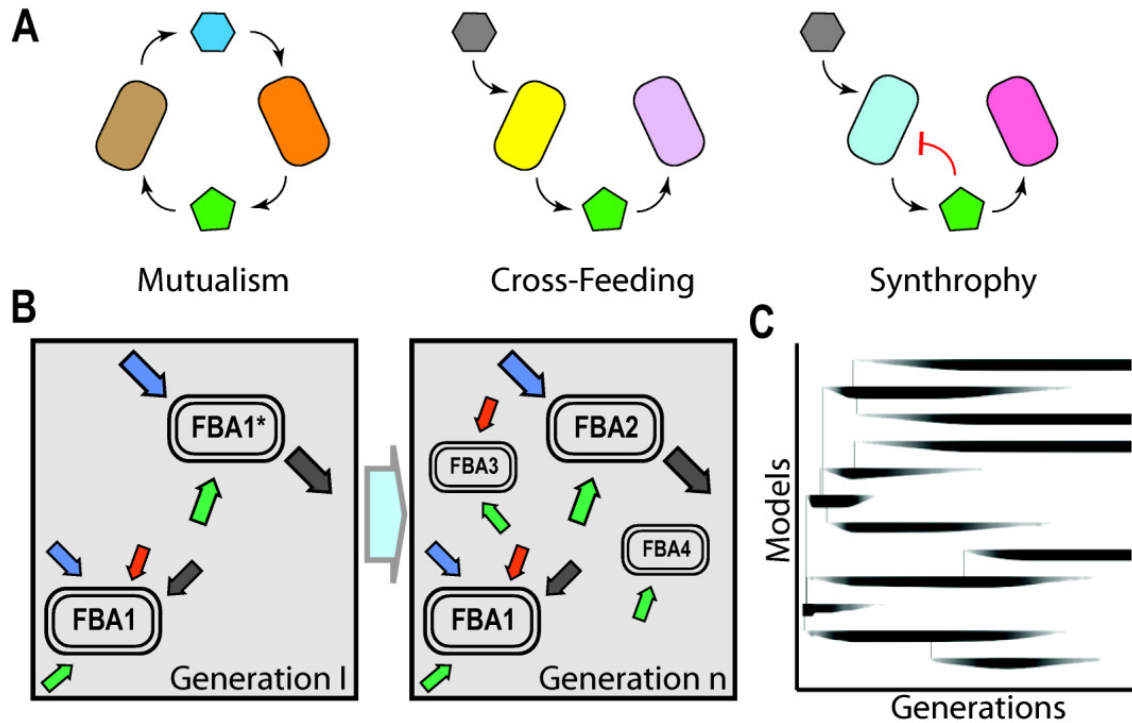 A
Mutualism
Cross-Feeding
Synthrophy
B
FBA1*
FBA1
Generation I
FBA2
FBA3
FBA4
FBA1
Generation n
C
Models
Generations